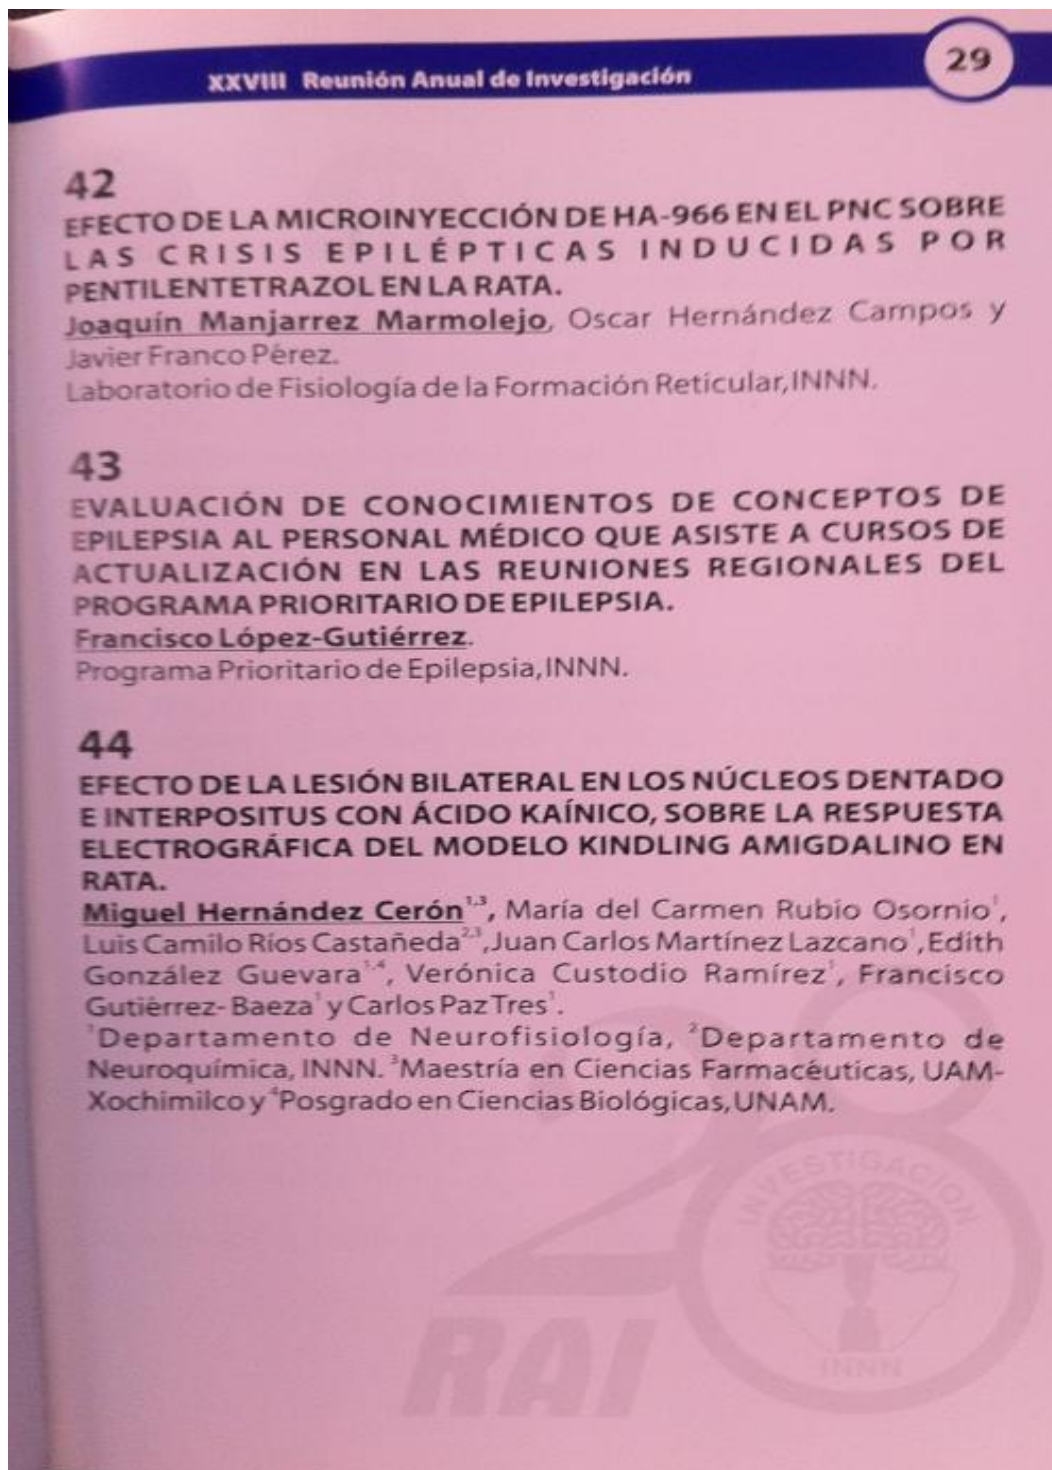 XXVIII Reunión Anual de Investigación
29
42
EFECTO DE LA MICROINYECCIÓN DE HA-966 EN EL PNC SOBRE
LAS CRISIS EPILÉPTICAS INDUCIDAS POR
PENTILENTETRAZOL EN LA RATA.
Joaquín Manjarrez Marmolejo, Oscar Hernández Campos y
Javier Franco Pérez.
Laboratorio de Fisiología de la Formación Reticular, INNN.
43
EVALUACIÓN DE CONOCIMIENTOS DE CONCEPTOS DE
EPILEPSIA AL PERSONAL MÉDICO QUE ASISTE A CURSOS DE
ACTUALIZACIÓN EN LAS REUNIONES REGIONALES DEL
PROGRAMA PRIORITARIO DE EPILEPSIA.
Francisco López-Gutiérrez.
Programa Prioritario de Epilepsia, INNN.
44
EFECTO DE LA LESIÓN BILATERAL EN LOS NÚCLEOS DENTADO
E INTERPOSITUS CON ÁCIDO KAÍNICO, SOBRE LA RESPUESTA
ELECTROGRÁFICA DEL MODELO KINDLING AMIGDALINO EN
RATA.
Miguel Hernández Cerón¹,³, María del Carmen Rubio Osornio¹,
Luis Camilo Ríos Castañeda²,³, Juan Carlos Martínez Lazcano¹, Edith
González Guevara¹,⁴, Verónica Custodio Ramírez¹, Francisco
Gutiérrez- Baeza¹ y Carlos Paz Tres¹.
¹Departamento de Neurofisiología, ²Departamento de
Neuroquímica, INNN. ³Maestría en Ciencias Farmacéuticas, UAM-
Xochimilco y ⁴Posgrado en Ciencias Biológicas, UNAM.
28
INVESTIGACION
INNN
RAI